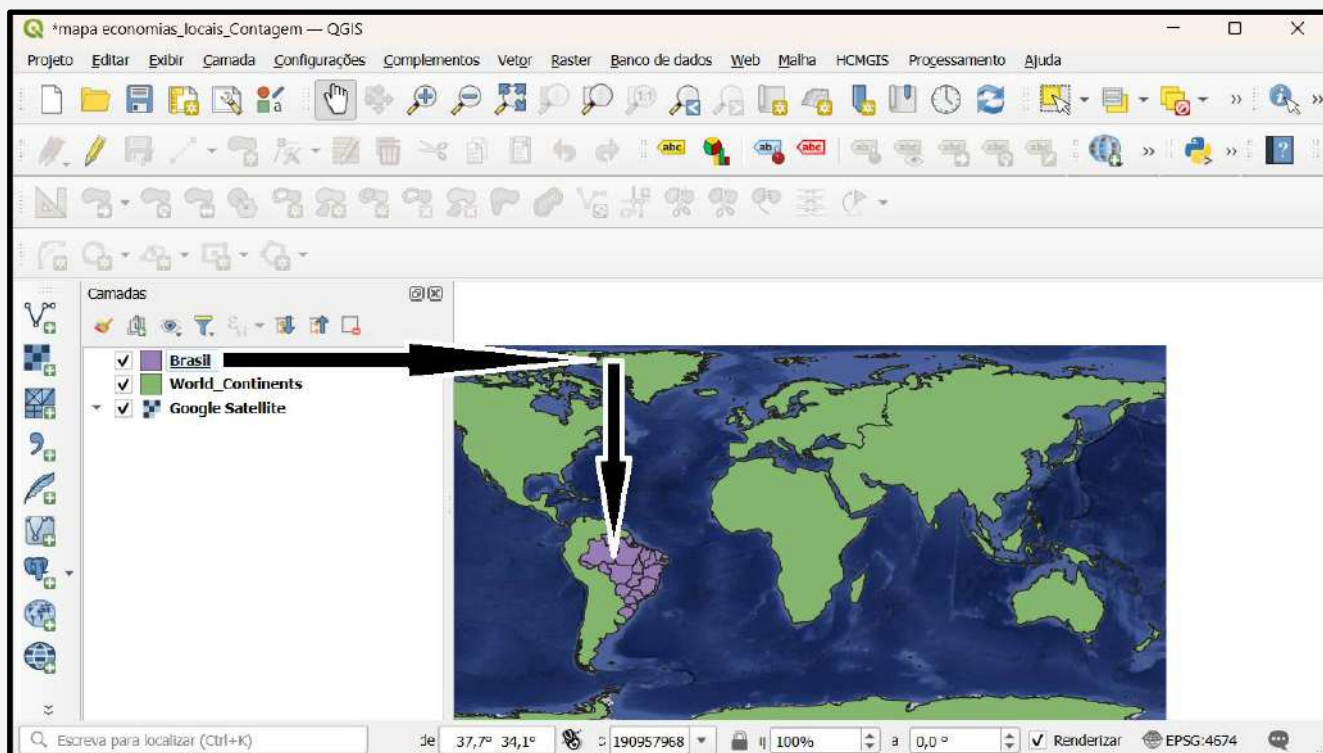 *mapa economias_locais_Contagem — QGIS
Projeto Editar Exibir Camada Configurações Complementos Vetor Raster Banco de dados Web Malha HCMGIS Processamento Ajuda
Camadas
Brasil
World_Continents
Google Satellite
Escreva para localizar (Ctrl+K) de 37,7° 34,1° 190957968 100% a 0,0 ° Renderizar EPSG:4674